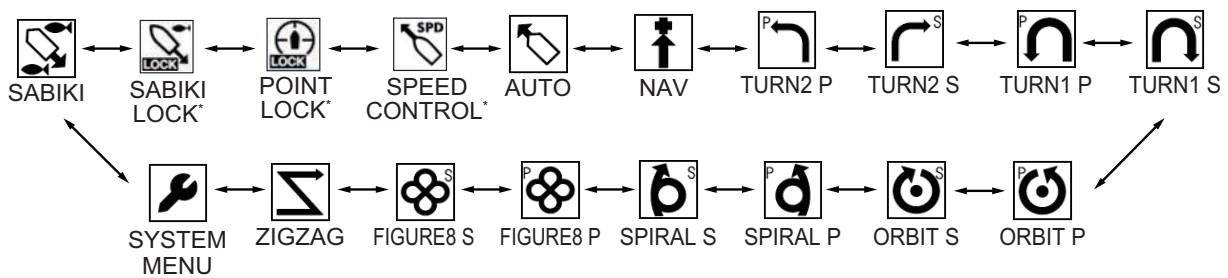 SPD
P S P S
LOCK LOCK
SABIKI SABIKI POINT SPEED AUTO NAV TURN2 P TURN2 S TURN1 P TURN1 S
LOCK* LOCK* CONTROL*
S P S P S P
SYSTEM ZIGZAG FIGURE8 S FIGURE8 P SPIRAL S SPIRAL P ORBIT S ORBIT P
MENU